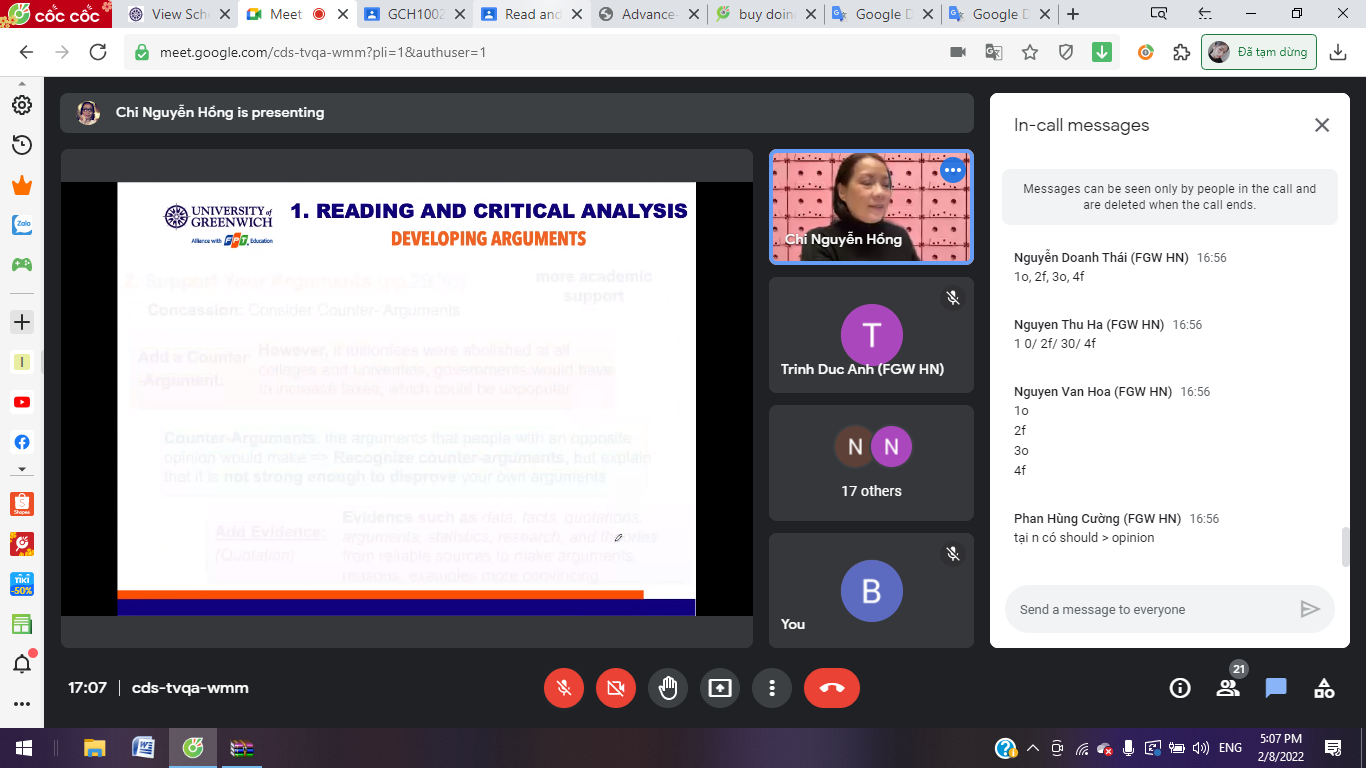 cốc cốc
View Sch
Meet
GCH1002
Read and
Advance-
buy doin
Google D
Google D
meet.google.com/cds-tvqa-wmm?pli=1&authuser=1
Đã tạm dừng
Chi Nguyễn Hồng is presenting
UNIVERSITY of
GREENWICH
Alliance with FPT Education
1. READING AND CRITICAL ANALYSIS
DEVELOPING ARGUMENTS
2. Support Your Arguments
more academic
support
Concession: Consider Counter- Arguments
Add a Counter
-Argument:
However, if tuition fees were abolished at all
colleges and universities, governments would have
to increase taxes, which could be unpopular.
Counter-Arguments: the arguments that people with an opposite
opinion would make => Recognize counter-arguments, but explain
that it is not strong enough to disprove your own arguments
Add Evidence:
(Quotation)
Evidence such as data, facts, quotations,
arguments, statistics, research, and theories
from reliable sources to make arguments,
reasons, examples more convincing.
Chi Nguyễn Hồng
T
Trinh Duc Anh (FGW HN)
N
N
17 others
B
You
In-call messages
Messages can be seen only by people in the call and
are deleted when the call ends.
Nguyễn Doanh Thái (FGW HN) 16:56
1o, 2f, 3o, 4f
Nguyen Thu Ha (FGW HN) 16:56
1 0/ 2f/ 30/ 4f
Nguyen Van Hoa (FGW HN) 16:56
1o
2f
3o
4f
Phan Hùng Cường (FGW HN) 16:56
tại n có should > opinion
Send a message to everyone
Zalo
I
Shopee
TIKI
-50%
17:07 | cds-tvqa-wmm
21
ENG
5:07 PM
2/8/2022